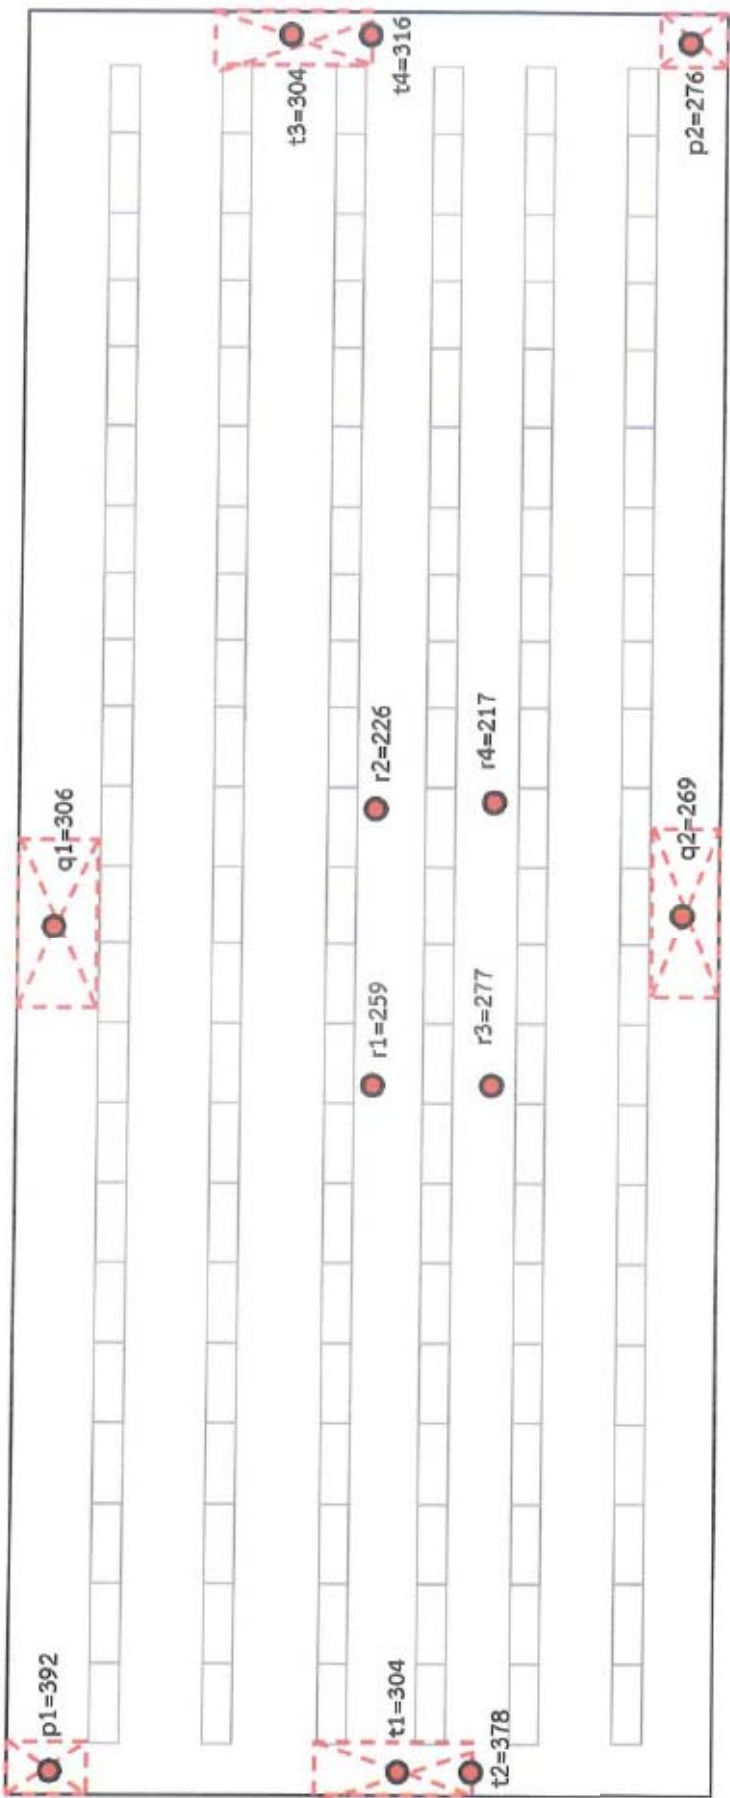 p1=392
q1=306
t3=304
t4=316
r1=259
r2=226
t1=304
t2=378
r3=277
r4=217
q2=269
p2=276